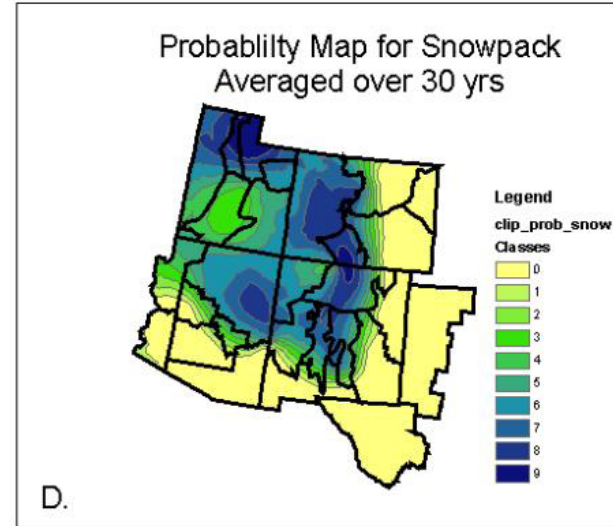 Probablilty Map for Snowpack
Averaged over 30 yrs
Legend
clip_prob_snow
Classes
0
1
2
3
4
5
6
7
8
9
D.